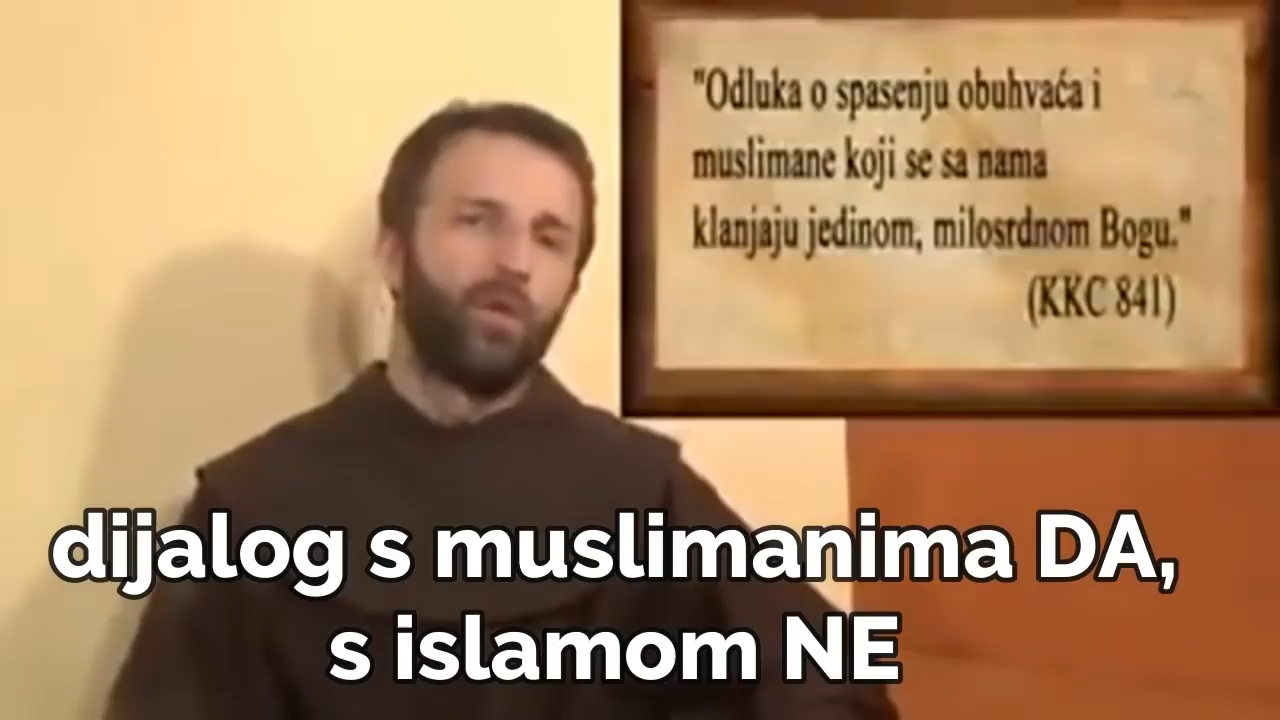 "Odluka o spasenju obuhvaća i
muslimane koji se sa nama
klanjaju jedinom, milosrdnom Bogu."
(KKC 841)
dijalog s muslimanima DA,
s islamom NE